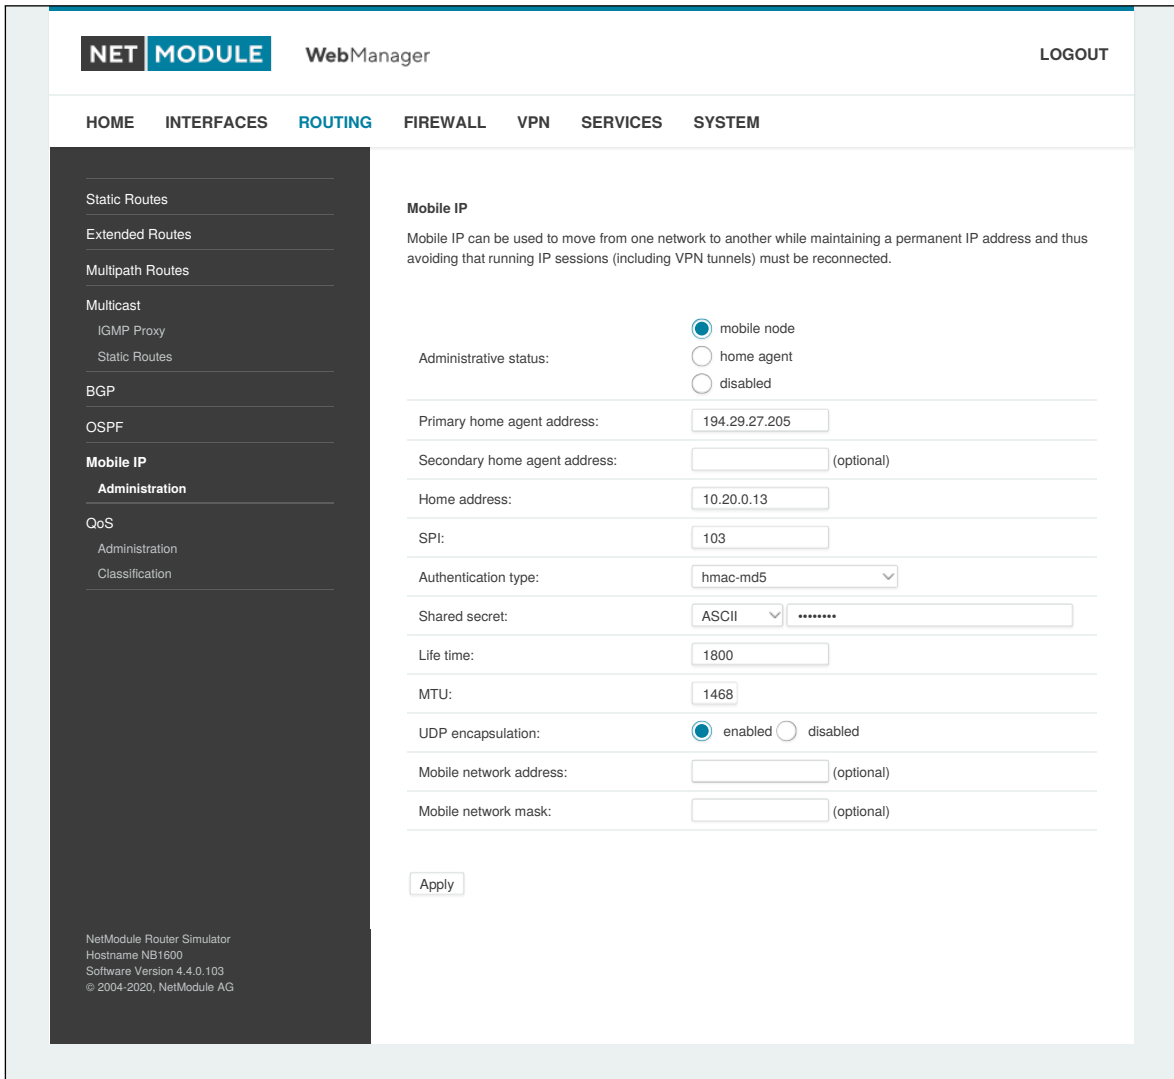 NET MODULE WebManager LOGOUT
HOME INTERFACES ROUTING FIREWALL VPN SERVICES SYSTEM
Static Routes
Extended Routes
Multipath Routes
Multicast
IGMP Proxy
Static Routes
BGP
OSPF
Mobile IP
Administration
QoS
Administration
Classification
NetModule Router Simulator
Hostname NB1600
Software Version 4.4.0.103
© 2004-2020, NetModule AG
Mobile IP
Mobile IP can be used to move from one network to another while maintaining a permanent IP address and thus
avoiding that running IP sessions (including VPN tunnels) must be reconnected.
Administrative status:
mobile node
home agent
disabled
Primary home agent address: 194.29.27.205
Secondary home agent address: (optional)
Home address: 10.20.0.13
SPI: 103
Authentication type: hmac-md5
Shared secret: ASCII ••••••••
Life time: 1800
MTU: 1468
UDP encapsulation: enabled disabled
Mobile network address: (optional)
Mobile network mask: (optional)
Apply